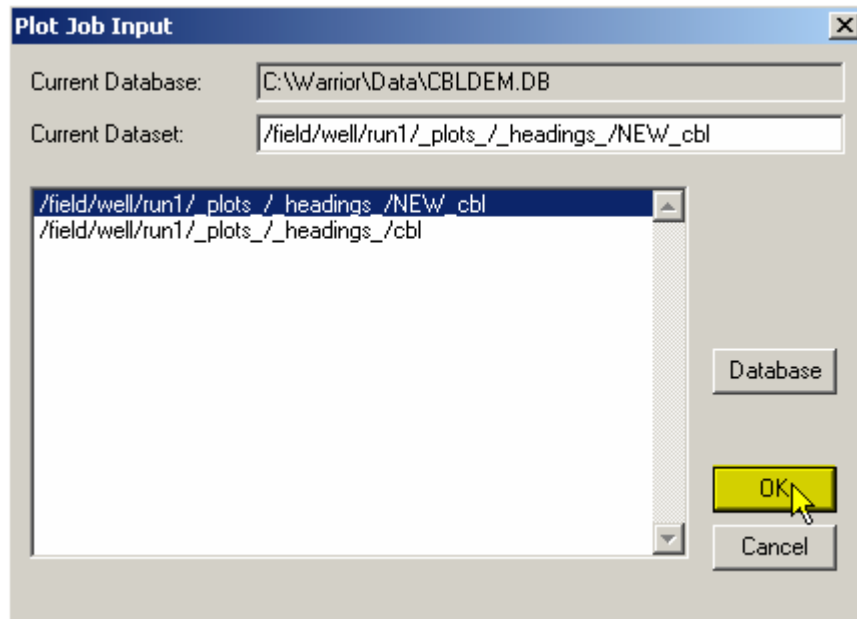 Plot Job Input
Current Database: C:\Warrior\Data\CBLDEM.DB
Current Dataset: /field/well/run1/_plots_/_headings_/NEW_cbl
/field/well/run1/_plots_/_headings_/NEW_cbl
/field/well/run1/_plots_/_headings_/cbl
Database
OK
Cancel